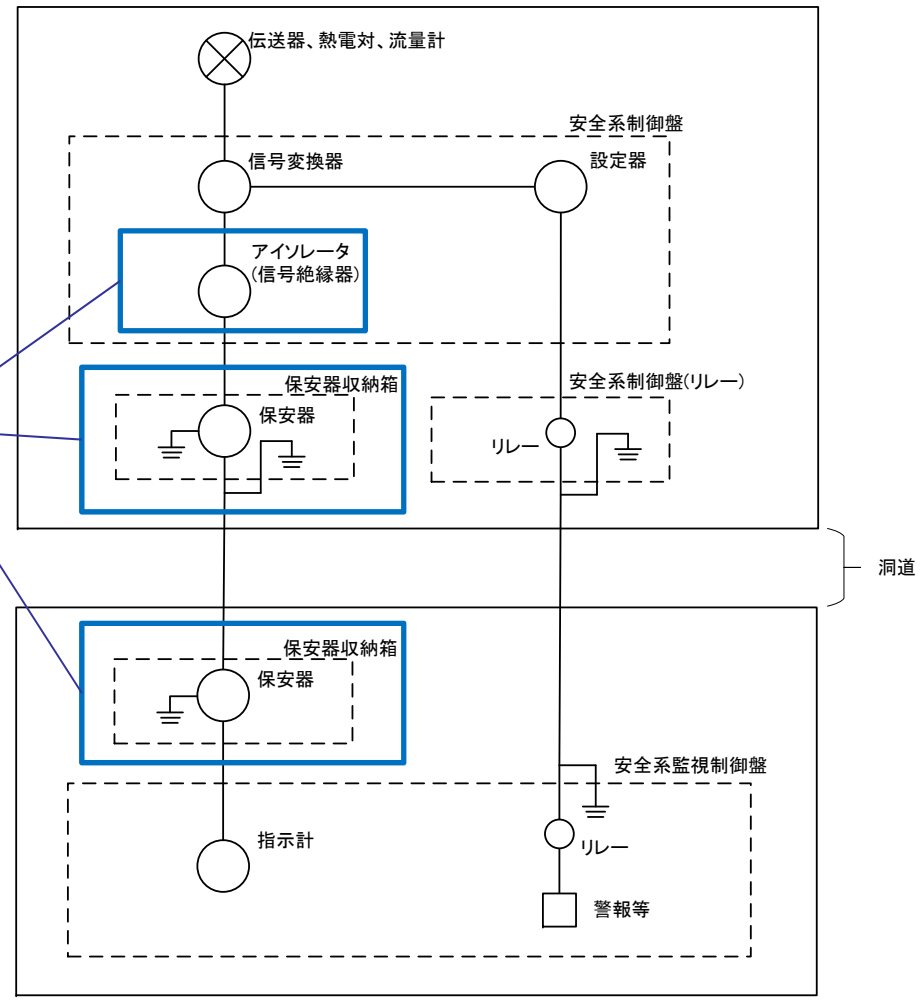 伝送器、熱電対、流量計
安全系制御盤
信号変換器
設定器
アイソレータ
(信号絶縁器)
保安器収納箱
保安器
安全系制御盤(リレー)
リレー
洞道
保安器収納箱
保安器
安全系監視制御盤
指示計
リレー
警報等